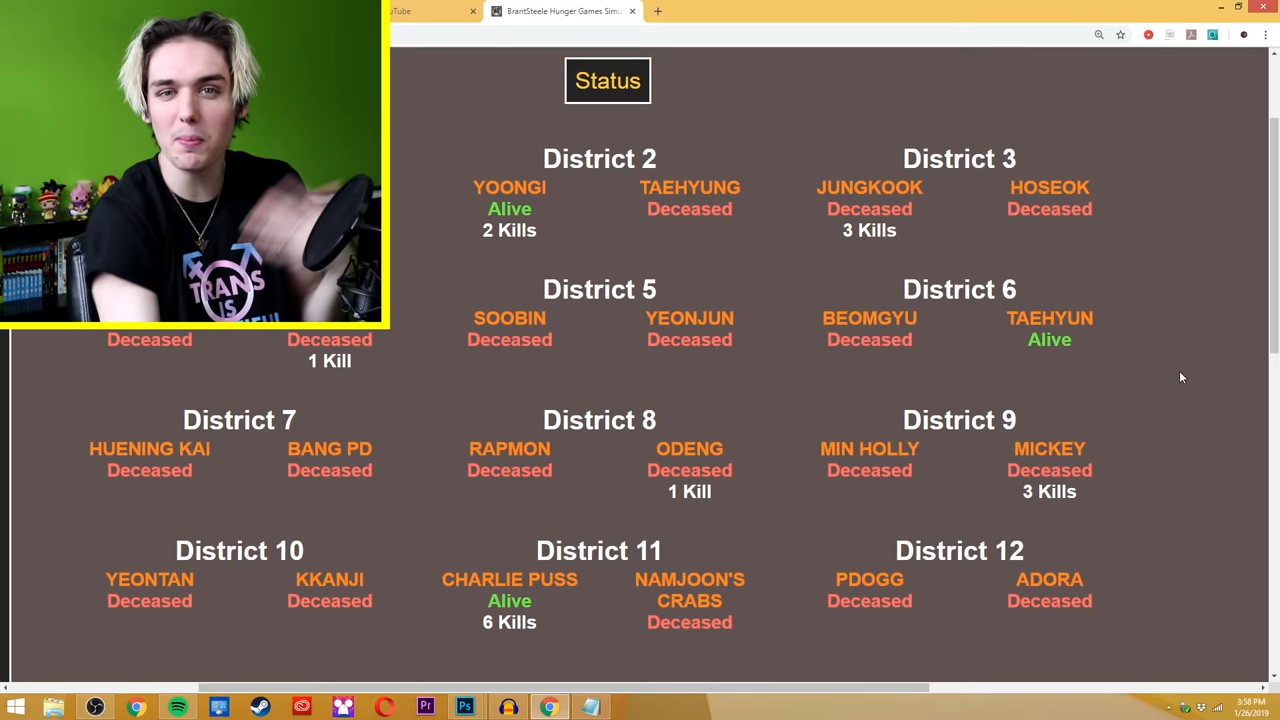 uTube
BrantSteele Hunger Games Simu
Status
District 2
District 3
YOONGI
TAEHYUNG
JUNGKOOK
HOSEOK
Alive
Deceased
Deceased
Deceased
2 Kills
3 Kills
TRANS
IS
District 5
District 6
SOOBIN
YEONJUN
BEOMGYU
TAEHYUN
Deceased
Deceased
Deceased
Deceased
Deceased
Alive
1 Kill
District 7
District 8
District 9
HUENING KAI
BANG PD
RAPMON
ODENG
MIN HOLLY
MICKEY
Deceased
Deceased
Deceased
Deceased
Deceased
Deceased
1 Kill
3 Kills
District 10
District 11
District 12
YEONTAN
KKANJI
CHARLIE PUSS
NAMJOON'S
CRABS
PDOGG
ADORA
Deceased
Deceased
Alive
Deceased
Deceased
Deceased
6 Kills
Pr
Ps
3:58 PM
1/26/2019